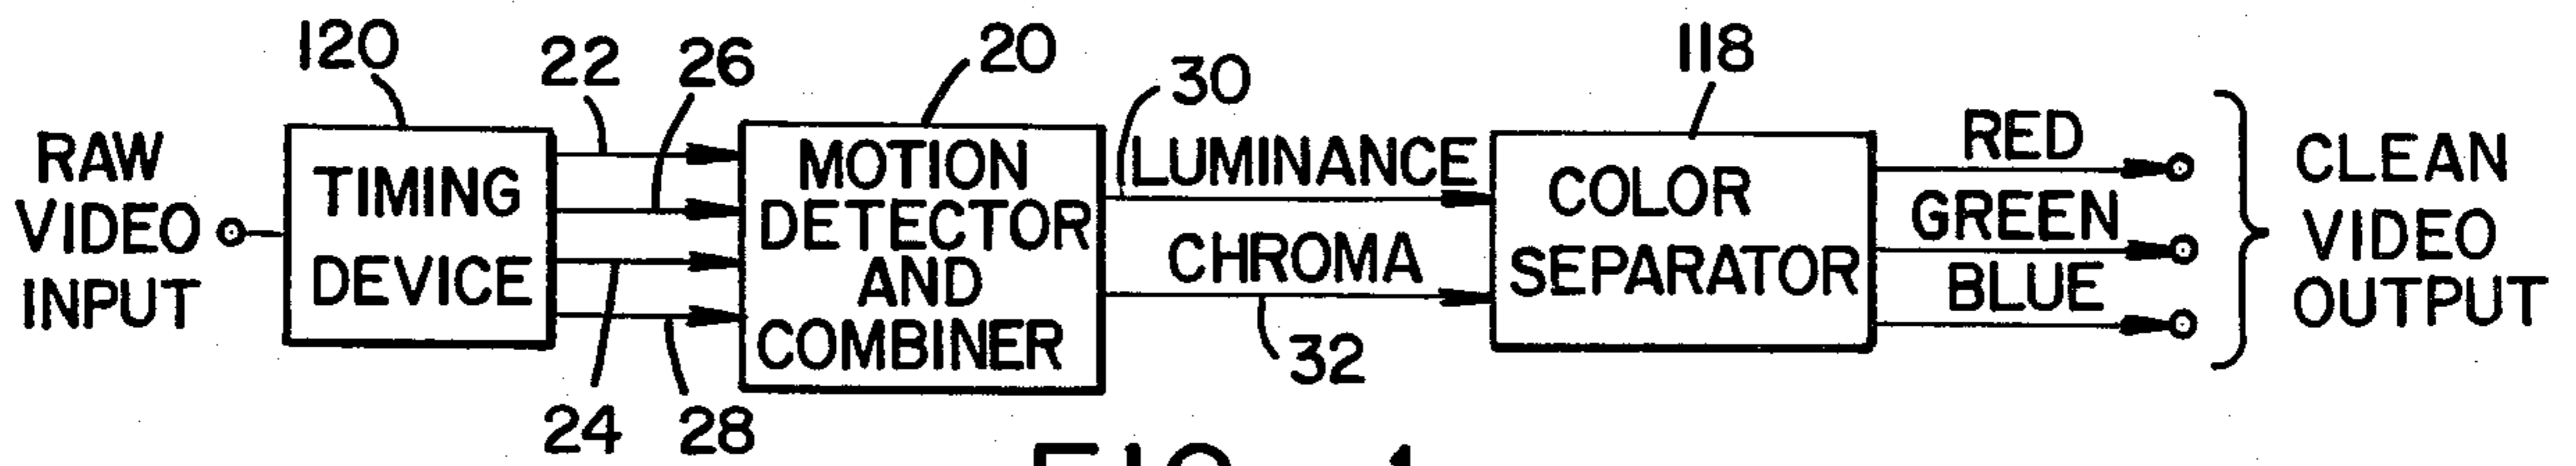 120
22
26
20
30
118
RAW
VIDEO
INPUT
TIMING
DEVICE
24
28
MOTION
DETECTOR
AND
COMBINER
LUMINANCE
CHROMA
32
COLOR
SEPARATOR
RED
GREEN
BLUE
CLEAN
VIDEO
OUTPUT